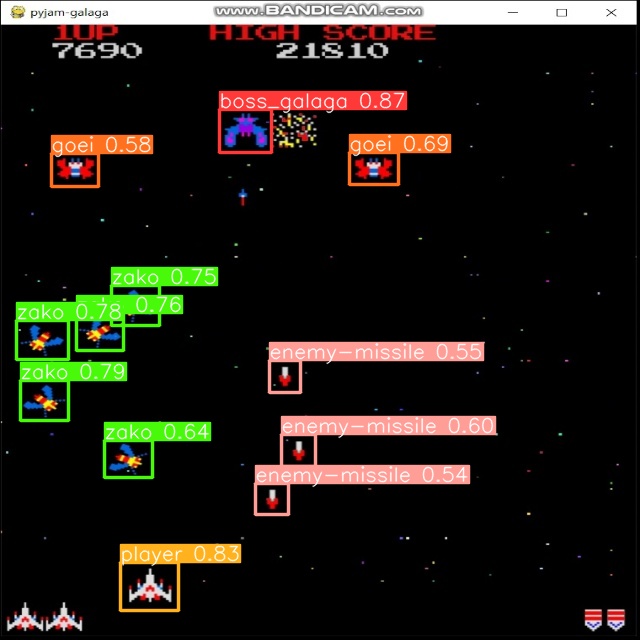 pyjam-galaga
www.BANDICAM.com
1UP HIGH SCORE
7690 21810
boss_galaga 0.87
goei 0.58
goei 0.69
zako 0.75
zako 0.78
0.76
enemy-missile 0.55
zako 0.79
enemy-missile 0.60
zako 0.64
enemy-missile 0.54
player 0.83